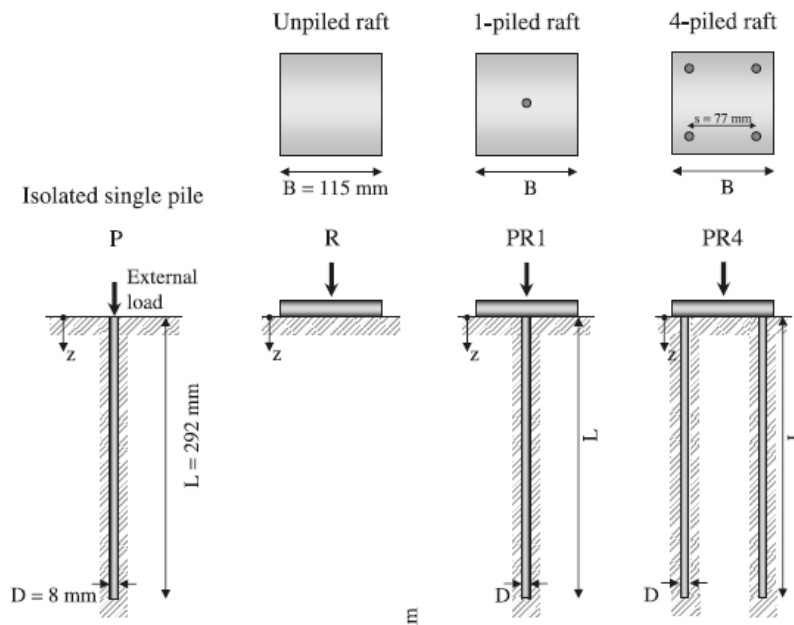 Unpiled raft
1-piled raft
4-piled raft
s = 77 mm
B = 115 mm
B
B
Isolated single pile
P
R
PR1
PR4
External
load
z
z
z
z
L = 292 mm
L
D = 8 mm
D
D
m